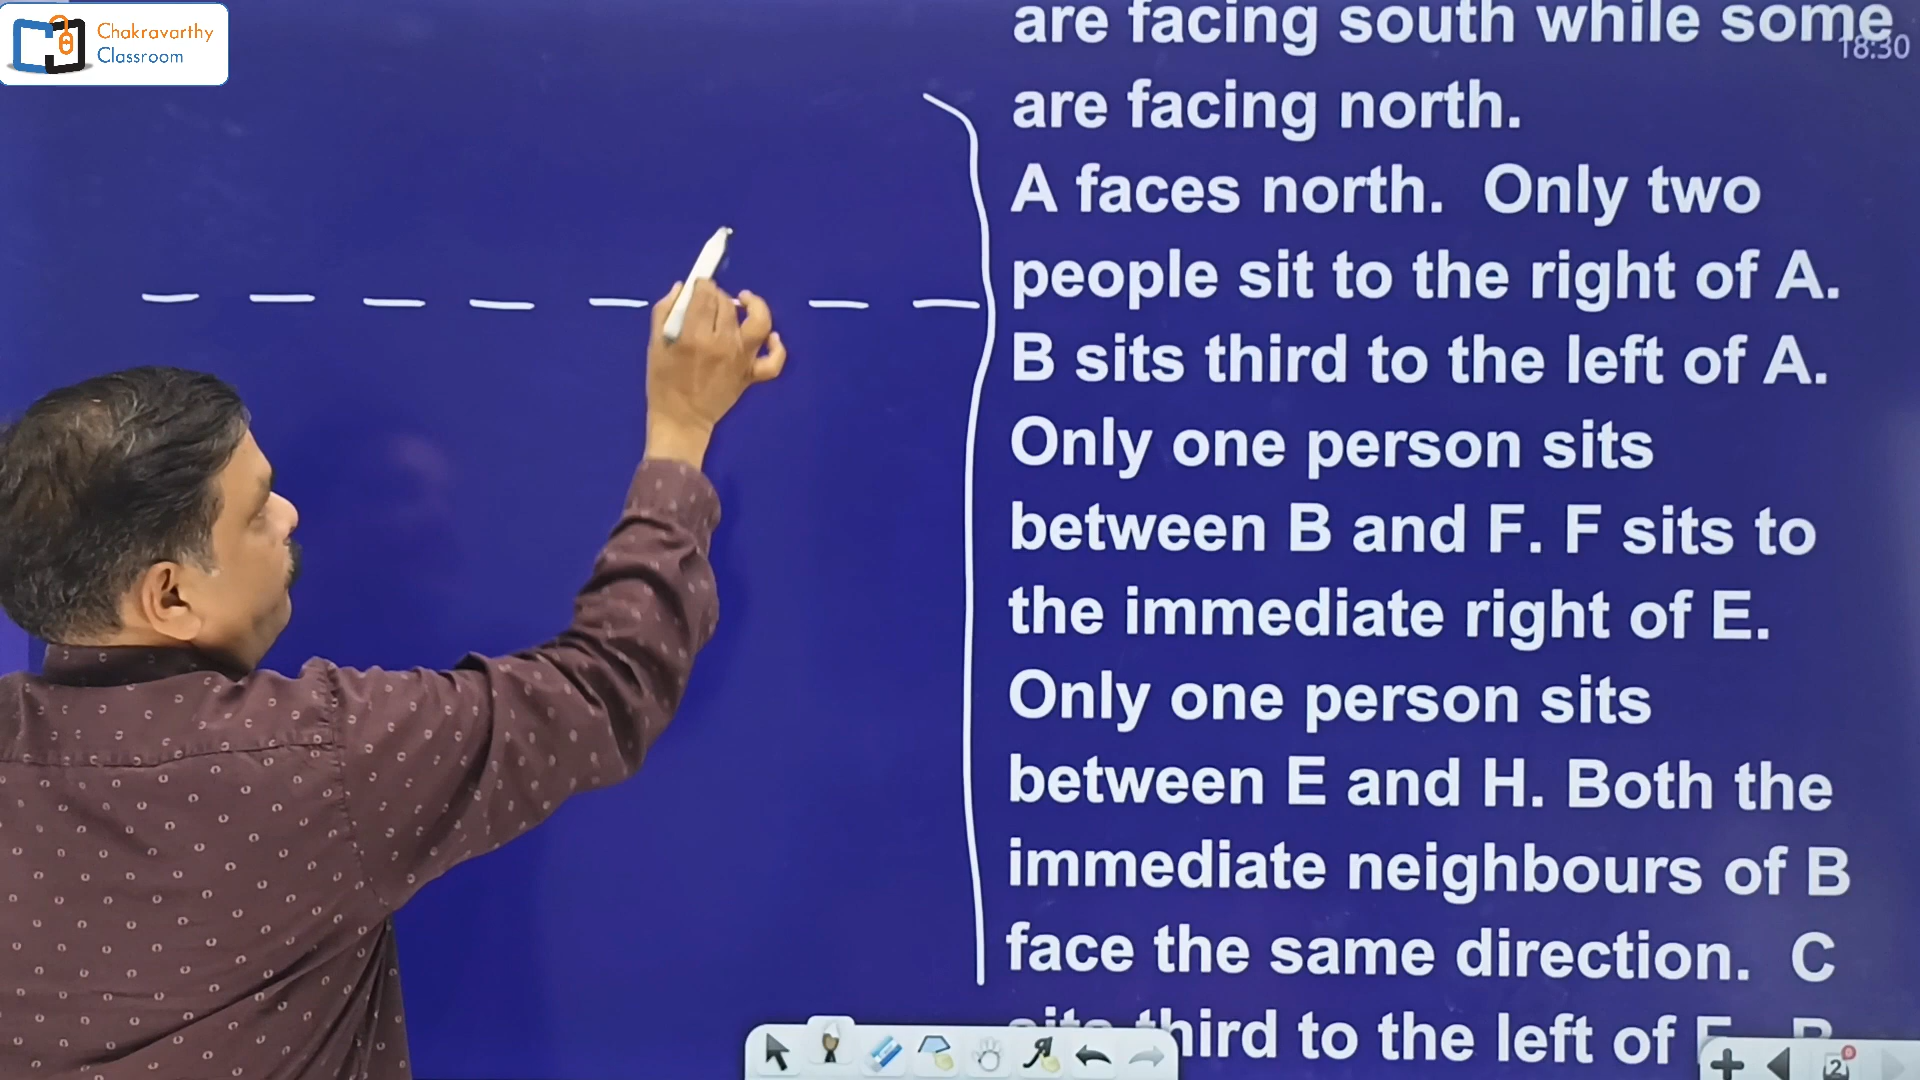 Chakravarthy
Classroom
are facing south while some
18:30
are facing north.
A faces north. Only two
people sit to the right of A.
B sits third to the left of A.
Only one person sits
between B and F. F sits to
the immediate right of E.
Only one person sits
between E and H. Both the
immediate neighbours of B
face the same direction. C
sits third to the left of
2